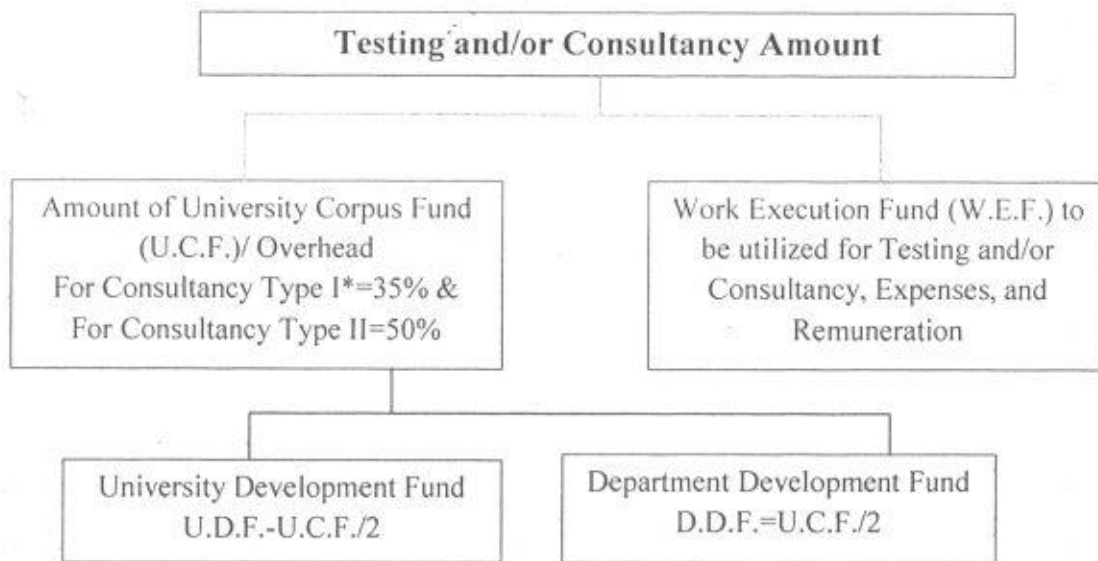 Testing and/or Consultancy Amount
Amount of University Corpus Fund
(U.C.F.)/ Overhead
For Consultancy Type I*=35% &
For Consultancy Type II=50%
Work Execution Fund (W.E.F.) to
be utilized for Testing and/or
Consultancy, Expenses, and
Remuneration
University Development Fund
U.D.F.-U.C.F./2
Department Development Fund
D.D.F.=U.C.F./2